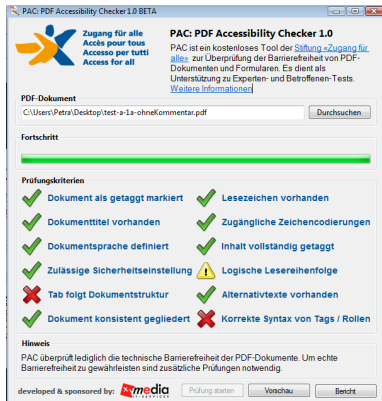 PAC: PDF Accessibility Checker 1.0 BETA
Zugang für alle
Accès pour tous
Accesso per tutti
Access for all
PAC: PDF Accessibility Checker 1.0
PAC ist ein kostenloses Tool der Stiftung «Zugang für
alle» zur Überprüfung der Barrierefreiheit von PDF-
Dokumenten und Formularen. Es dient als
Unterstützung zu Experten- und Betroffenen-Tests.
Weitere Informationen
PDF-Dokument
C:\Users\Petra\Desktop\test-a-1a-ohneKommentar.pdf
Durchsuchen
Fortschritt
Prüfungskriterien
Dokument als getaggt markiert
Lesezeichen vorhanden
Dokumenttitel vorhanden
Zugängliche Zeichencodierungen
Dokumentsprache definiert
Inhalt vollständig getaggt
Zulässige Sicherheitseinstellung
Logische Lesereihenfolge
Tab folgt Dokumentstruktur
Alternativtexte vorhanden
Dokument konsistent gegliedert
Korrekte Syntax von Tags / Rollen
Hinweis
PAC überprüft lediglich die technische Barrierefreiheit der PDF-Dokumente. Um echte
Barrierefreiheit zu gewährleisten sind zusätzliche Prüfungen notwendig.
developed & sponsored by:
xymedia
IT-SERVICES
Prüfung starten
Vorschau
Bericht